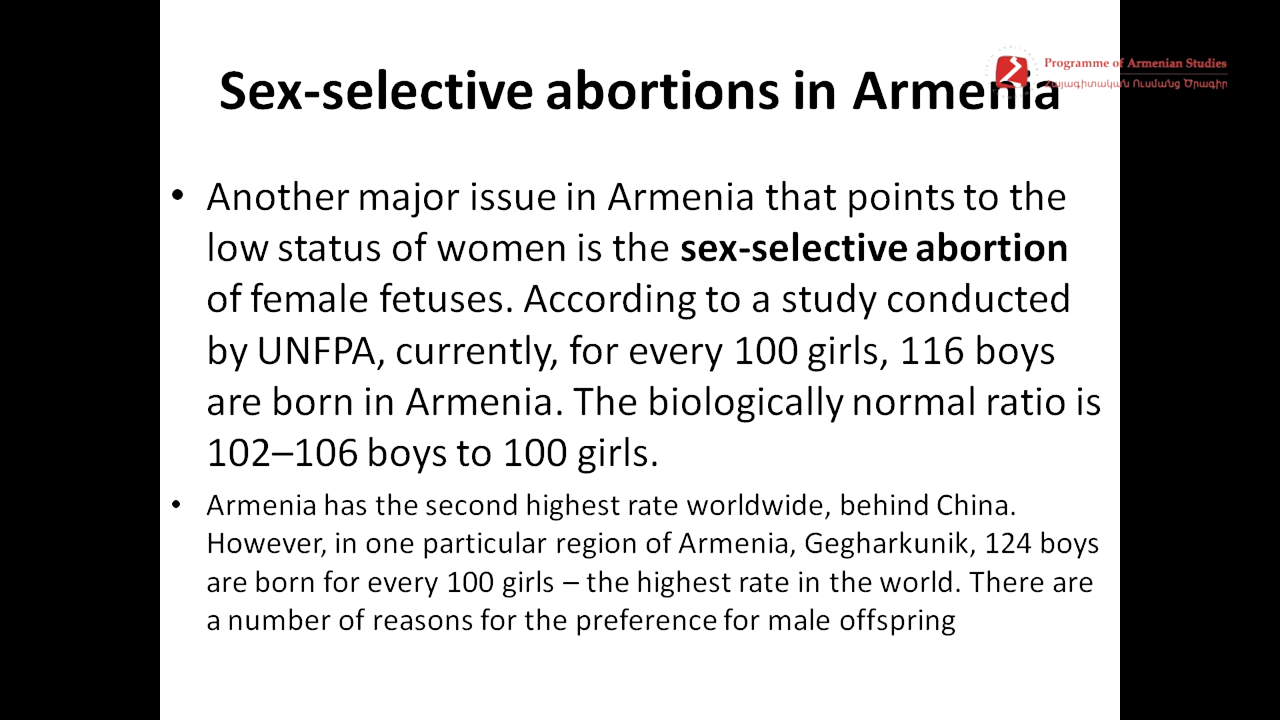 Sex-selective abortions in Armenia
Programme of Armenian Studies
Հայագիտական Ուսմանց Ծրագիր
• Another major issue in Armenia that points to the
low status of women is the sex-selective abortion
of female fetuses. According to a study conducted
by UNFPA, currently, for every 100 girls, 116 boys
are born in Armenia. The biologically normal ratio is
102–106 boys to 100 girls.
• Armenia has the second highest rate worldwide, behind China.
However, in one particular region of Armenia, Gegharkunik, 124 boys
are born for every 100 girls – the highest rate in the world. There are
a number of reasons for the preference for male offspring